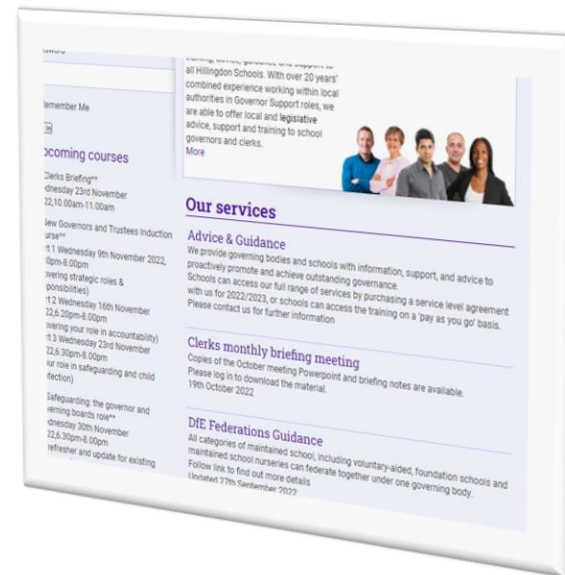 all Hillingdon Schools. With over 20 years'
combined experience working within local
authorities in Governor Support roles, we
are able to offer local and legislative
advice, support and training to school
governors and clerks.
More
Remember Me
upcoming courses
Clerks Briefing**
dnesday 23rd November
22,10.00am-11.00am
New Governors and Trustees Induction
urse**
rt 1 Wednesday 9th November 2022,
0pm-8.00pm
overing strategic roles &
ponsibilities)
rt 2 Wednesday 16th November
22,6.20pm-8.00pm
overing your role in accountability)
rt 3 Wednesday 23rd November
22,6.30pm-8.00pm
our role in safeguarding and child
otection)
Safeguarding: the governor and
verning boards role**
dnesday 30th November
22,6.30pm-8.00pm
refresher and update for existing
Our services
Advice & Guidance
We provide governing bodies and schools with information, support, and advice to
proactively promote and achieve outstanding governance.
Schools can access our full range of services by purchasing a service level agreement
with us for 2022/2023, or schools can access the training on a 'pay as you go' basis.
Please contact us for further information
Clerks monthly briefing meeting
Copies of the October meeting Powerpoint and briefing notes are available.
Please log in to download the material.
19th October 2022
DfE Federations Guidance
All categories of maintained school, including voluntary-aided, foundation schools and
maintained school nurseries can federate together under one governing body.
Follow link to find out more details
Updated 27th September 2022